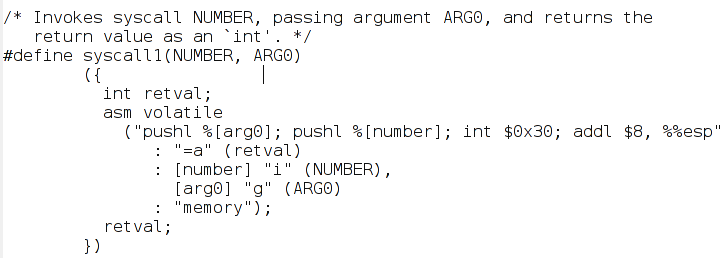 /* Invokes syscall NUMBER, passing argument ARG0, and returns the
   return value as an `int'. */
#define syscall1(NUMBER, ARG0)
        ({
          int retval;
          asm volatile
            ("pushl %[arg0]; pushl %[number]; int $0x30; addl $8, %%esp"
               : "=a" (retval)
               : [number] "i" (NUMBER),
                 [arg0] "g" (ARG0)
               : "memory");
          retval;
        })